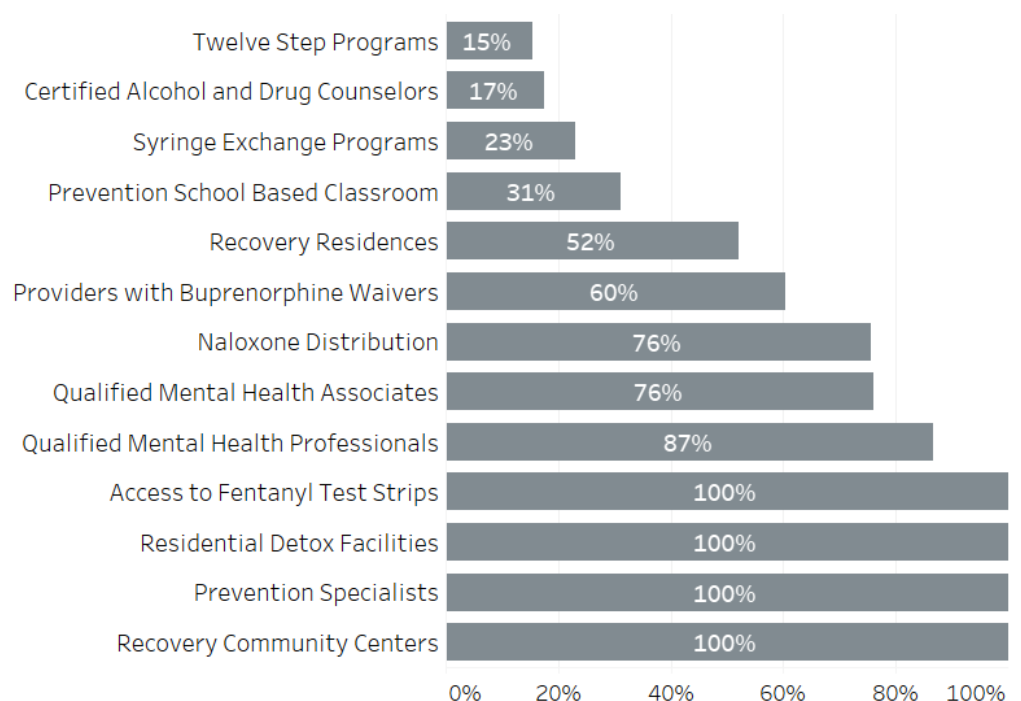 Twelve Step Programs 15%
Certified Alcohol and Drug Counselors 17%
Syringe Exchange Programs 23%
Prevention School Based Classroom 31%
Recovery Residences 52%
Providers with Buprenorphine Waivers 60%
Naloxone Distribution 76%
Qualified Mental Health Associates 76%
Qualified Mental Health Professionals 87%
Access to Fentanyl Test Strips 100%
Residential Detox Facilities 100%
Prevention Specialists 100%
Recovery Community Centers 100%
0% 20% 40% 60% 80% 100%